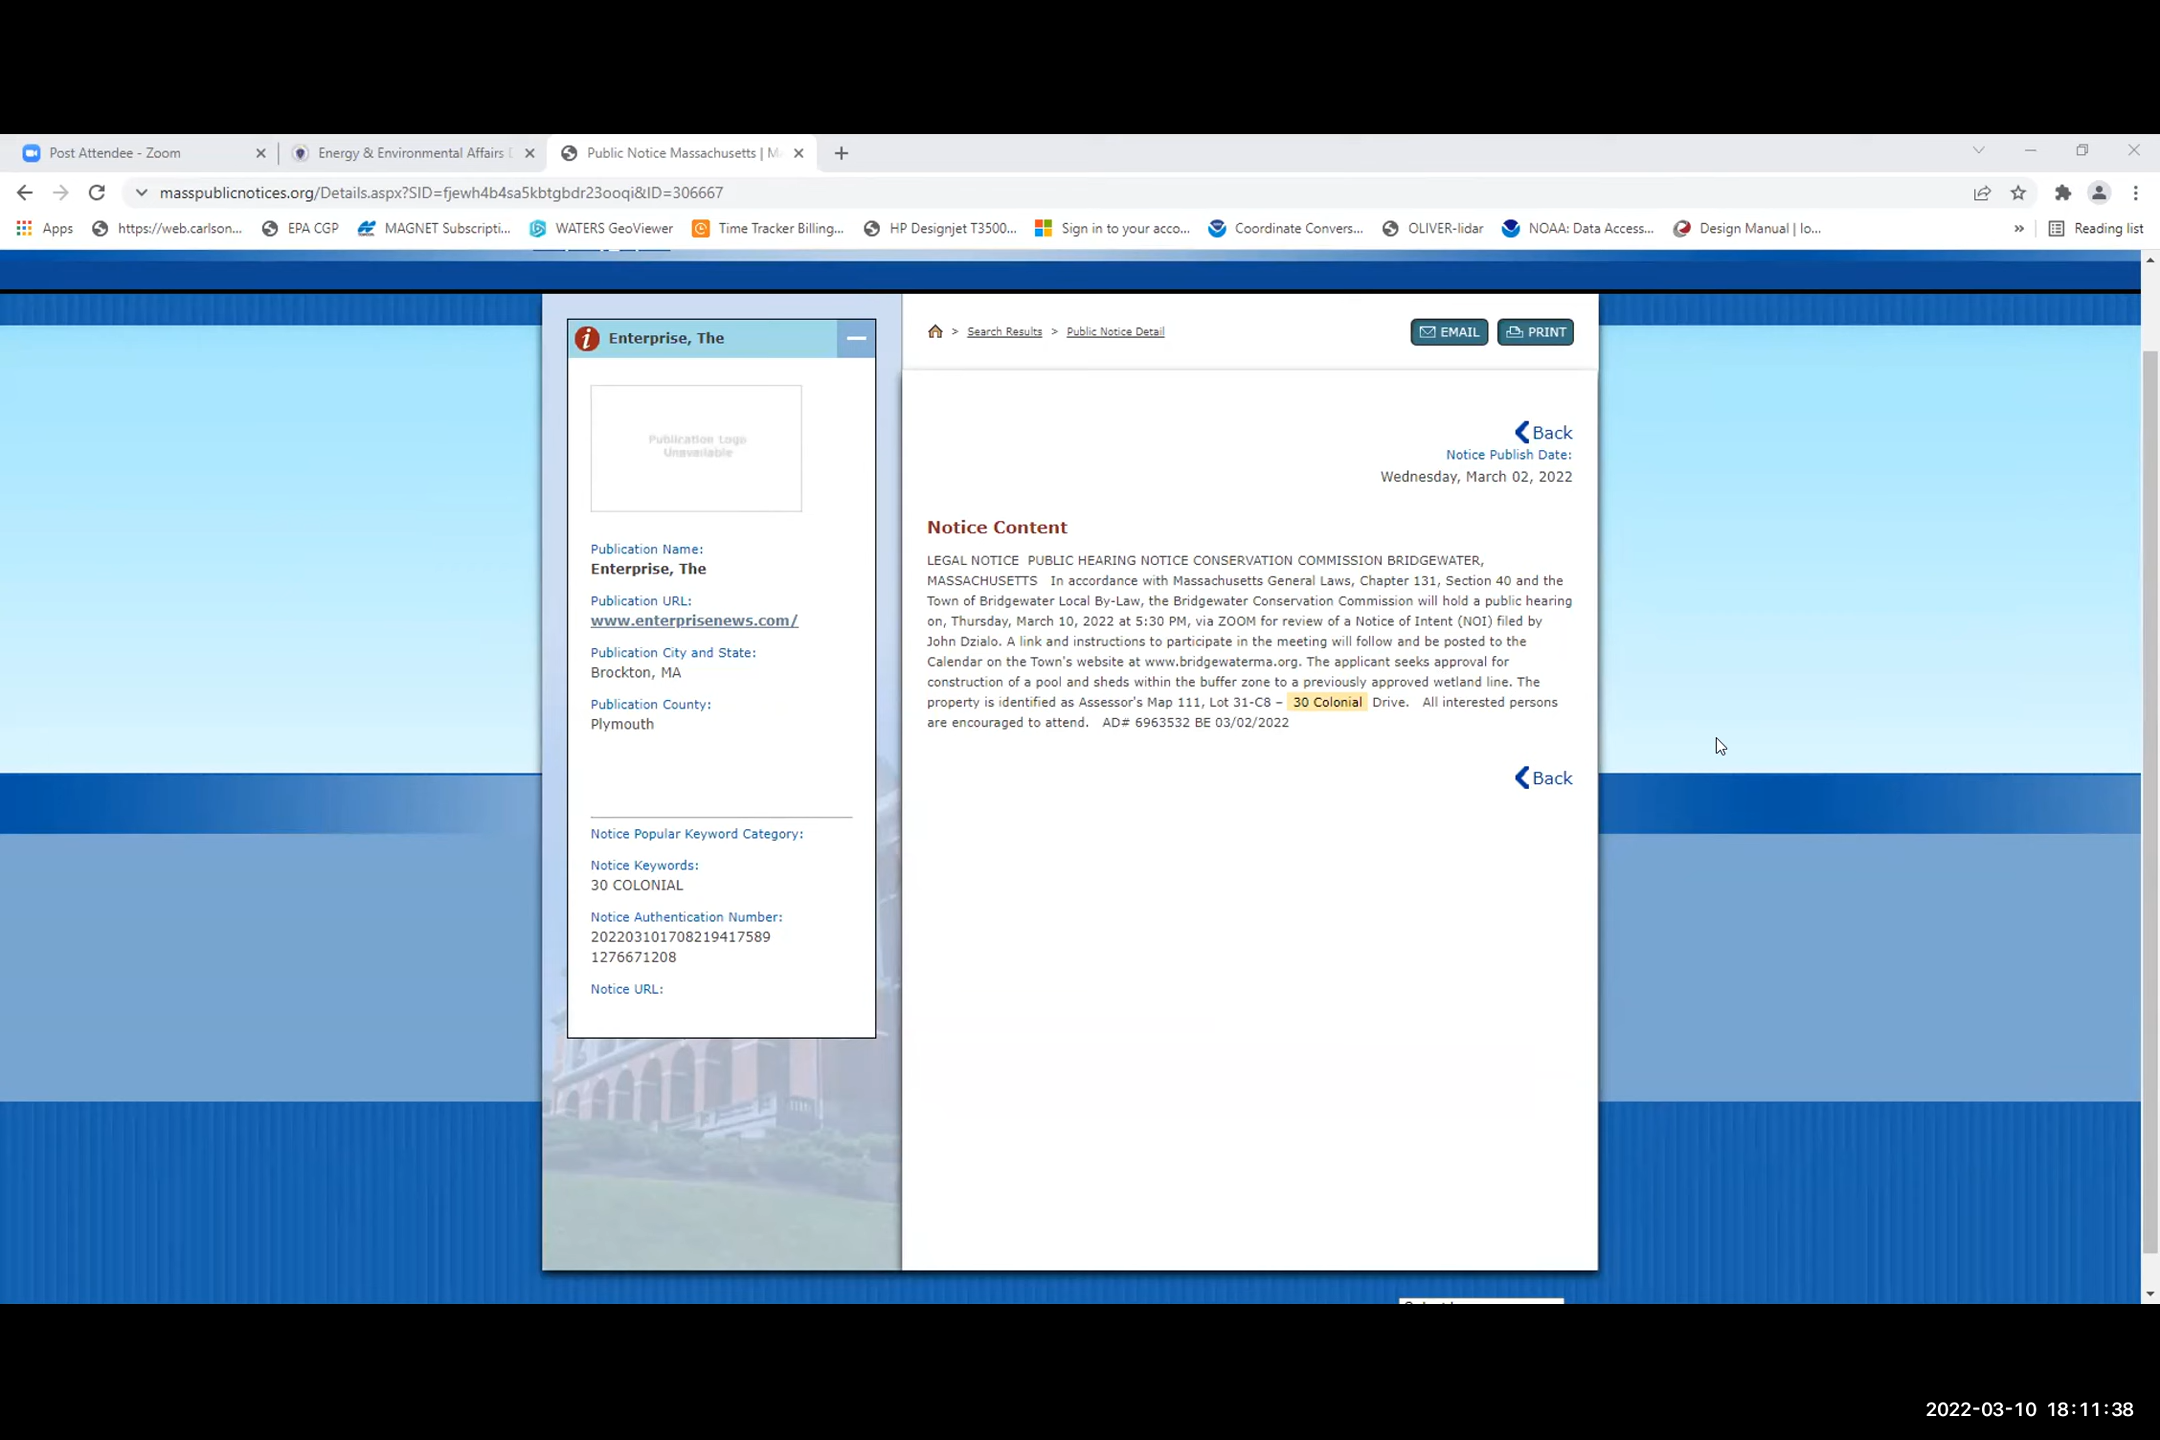 Post Attendee - Zoom
Energy & Environmental Affairs D
Public Notice Massachusetts | M
masspublicnotices.org/Details.aspx?SID=fjewh4b4sa5kbtgbdr23ooqi&ID=306667
Apps
https://web.carlson...
EPA CGP
MAGNET Subscripti...
WATERS GeoViewer
Time Tracker Billing...
HP Designjet T3500...
Sign in to your acco...
Coordinate Convers...
OLIVER-lidar
NOAA: Data Access...
Design Manual | lo...
»
Reading list
Enterprise, The
Publication Logo
Unavailable
Publication Name:
Enterprise, The
Publication URL:
www.enterprisenews.com/
Publication City and State:
Brockton, MA
Publication County:
Plymouth
Notice Popular Keyword Category:
Notice Keywords:
30 COLONIAL
Notice Authentication Number:
202203101708219417589
1276671208
Notice URL:
> Search Results > Public Notice Detail
EMAIL
PRINT
Back
Notice Publish Date:
Wednesday, March 02, 2022
Notice Content
LEGAL NOTICE PUBLIC HEARING NOTICE CONSERVATION COMMISSION BRIDGEWATER,
MASSACHUSETTS In accordance with Massachusetts General Laws, Chapter 131, Section 40 and the
Town of Bridgewater Local By-Law, the Bridgewater Conservation Commission will hold a public hearing
on, Thursday, March 10, 2022 at 5:30 PM, via ZOOM for review of a Notice of Intent (NOI) filed by
John Dzialo. A link and instructions to participate in the meeting will follow and be posted to the
Calendar on the Town's website at www.bridgewaterma.org. The applicant seeks approval for
construction of a pool and sheds within the buffer zone to a previously approved wetland line. The
property is identified as Assessor's Map 111, Lot 31-C8 – 30 Colonial Drive. All interested persons
are encouraged to attend. AD# 6963532 BE 03/02/2022
Back
2022-03-10 18:11:38